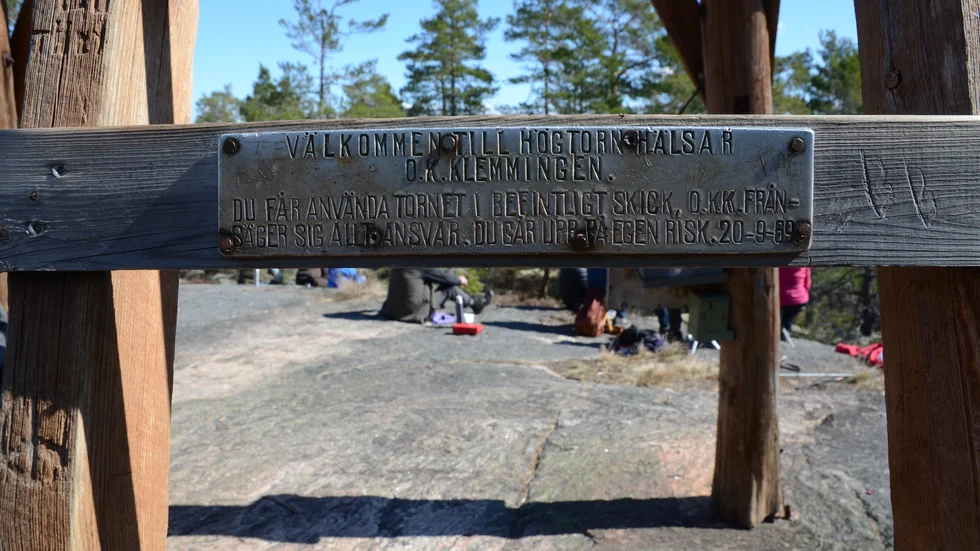 VÄLKOMMEN TILL HÖGTORN HÄLSAR
O.K. KLEMMINGEN.
DU FÅR ANVÄNDA TORNET I BEFINTLIGT SKICK, O.KK. FRÅN-
SÄGER SIG ALLT ANSVAR. DU GÅR UPP PÅ EGEN RISK. 20-9-69
BB